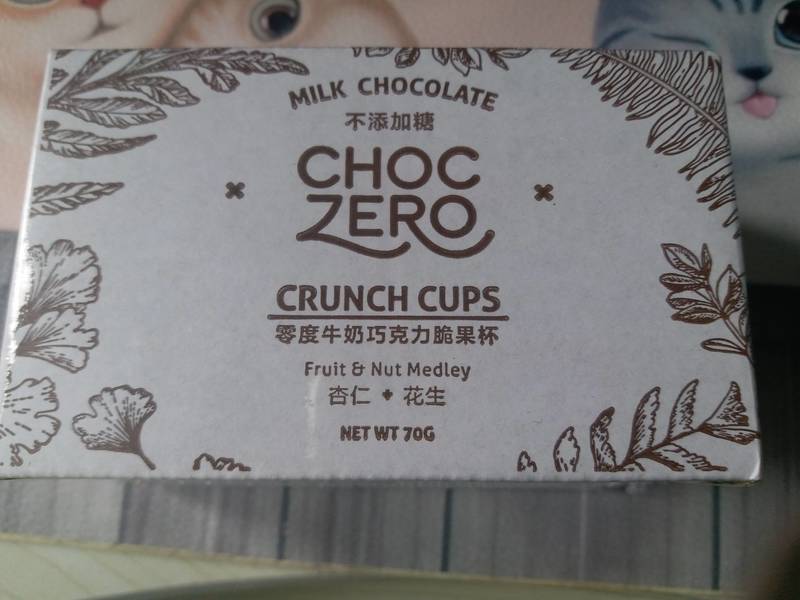 MILK CHOCOLATE
不添加糖
CHOC
ZERO
CRUNCH CUPS
零度牛奶巧克力脆果杯
Fruit & Nut Medley
杏仁 花生
NET WT 70G